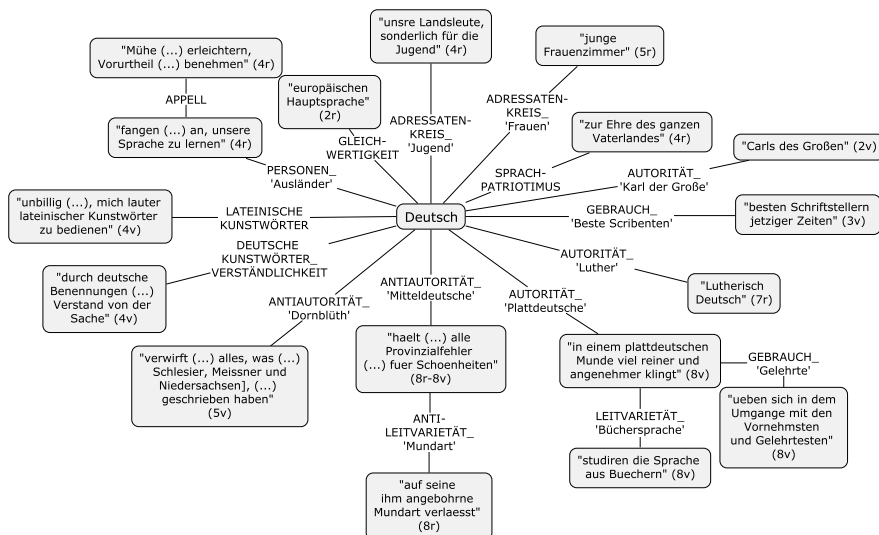 "unsre Landsleute,
sonderlich für die
Jugend" (4r)
"junge
Frauenzimmer" (5r)
"Mühe (...) erleichtern,
Vorurtheil (...) benehmen" (4r)
"europäischen
Hauptsprache"
(2r)
APPELL
ADRESSATEN-
KREIS_
'Frauen'
ADRESSATEN-
KREIS_
'Jugend'
"fangen (...) an, unsere
Sprache zu lernen" (4r)
"zur Ehre des ganzen
Vaterlandes" (4r)
GLEICH-
WERTIGKEIT
"Carls des Großen" (2v)
PERSONEN_
'Ausländer'
SPRACH-
PATRIOTIMUS
AUTORITÄT_
'Karl der Große'
"unbillig (...), mich lauter
lateinischer Kunstwörter
zu bedienen" (4v)
LATEINISCHE
KUNSTWÖRTER
Deutsch
GEBRAUCH_
'Beste Scribenten'
"besten Schriftstellern
jetziger Zeiten" (3v)
DEUTSCHE
KUNSTWÖRTER_
VERSTÄNDLICHKEIT
AUTORITÄT_
'Luther'
"durch deutsche
Benennungen (...)
Verstand von der
Sache" (4v)
ANTIAUTORITÄT_
'Dornblüth'
ANTIAUTORITÄT_
'Mitteldeutsche'
AUTORITÄT_
'Plattdeutsche'
"Lutherisch
Deutsch" (7r)
"verwirft (...) alles, was (...)
Schlesier, Meissner und
Niedersachsen], (...)
geschrieben haben"
(5v)
"haelt (...) alle
Provinzialfehler
(...) fuer Schoenheiten"
(8r-8v)
"in einem plattdeutschen
Munde viel reiner und
angenehmer klingt" (8v)
GEBRAUCH_
'Gelehrte'
ANTI-
LEITVARIETÄT_
'Mundart'
LEITVARIETÄT_
'Büchersprache'
"ueben sich in dem
Umgange mit den
Vornehmsten
und Gelehrtesten"
(8v)
"auf seine
ihm angebohrne
Mundart verlaesst"
(8r)
"studiren die Sprache
aus Buechern" (8v)